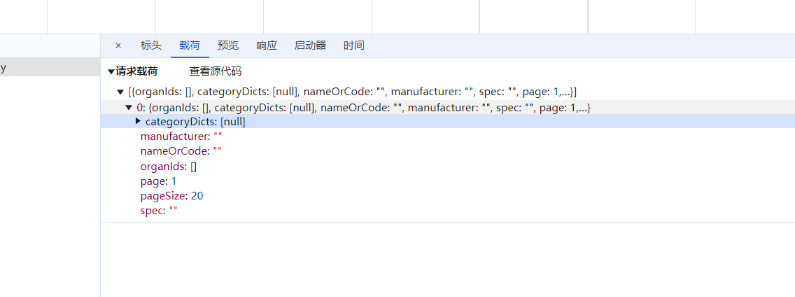 × 标头 载荷 预览 响应 启动器 时间
▼请求载荷 查看源代码
y
▼ [{organIds: [], categoryDicts: [null], nameOrCode: "", manufacturer: "", spec: "", page: 1,…}]
▼ 0: {organIds: [], categoryDicts: [null], nameOrCode: "", manufacturer: "", spec: "", page: 1,…}
▶ categoryDicts: [null]
manufacturer: ""
nameOrCode: ""
organIds: []
page: 1
pageSize: 20
spec: ""